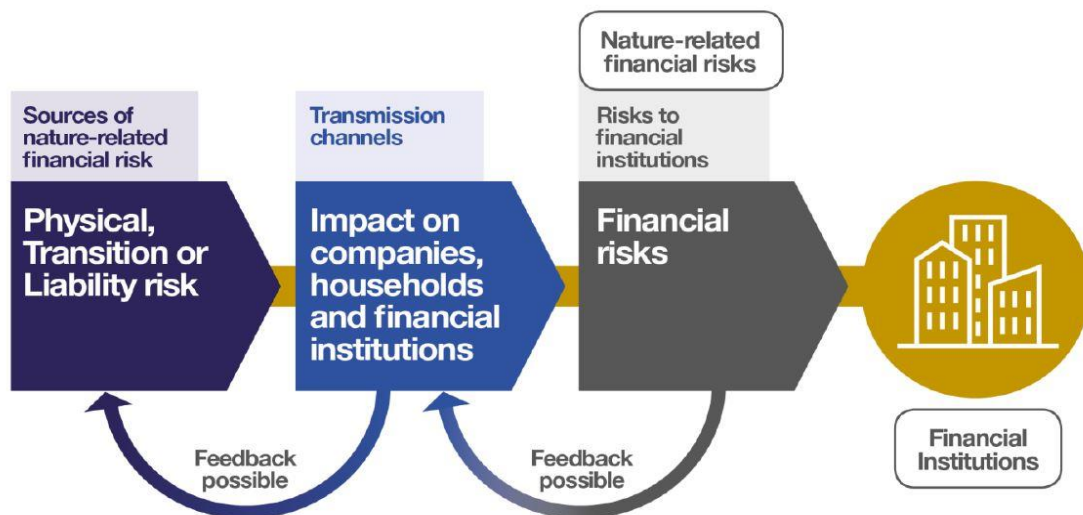 Nature-related
financial risks
Sources of
nature-related
financial risk
Transmission
channels
Risks to
financial
institutions
Physical,
Transition or
Liability risk
Impact on
companies,
households
and financial
institutions
Financial
risks
Feedback
possible
Feedback
possible
Financial
Institutions